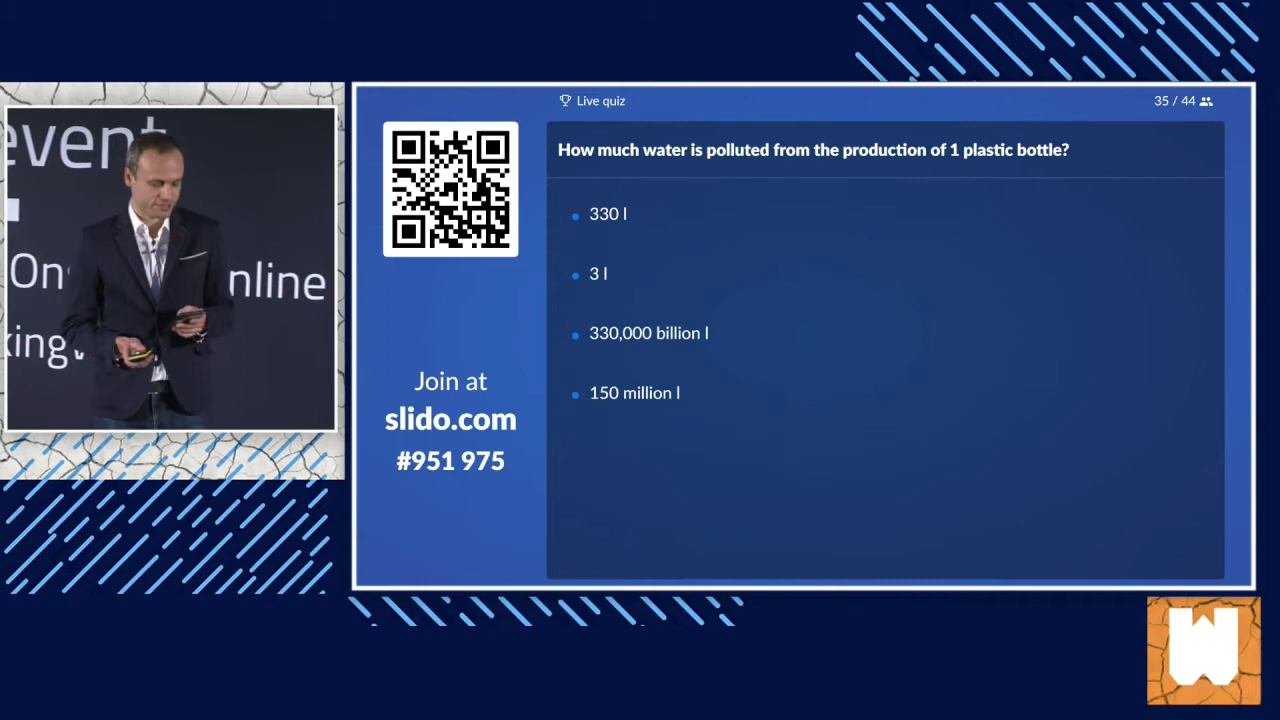 event
On
nline
king
Live quiz
35 / 44
How much water is polluted from the production of 1 plastic bottle?
330 l
3 l
330,000 billion l
150 million l
Join at
slido.com
#951 975
W